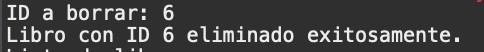 ID a borrar: 6
Libro con ID 6 eliminado exitosamente.